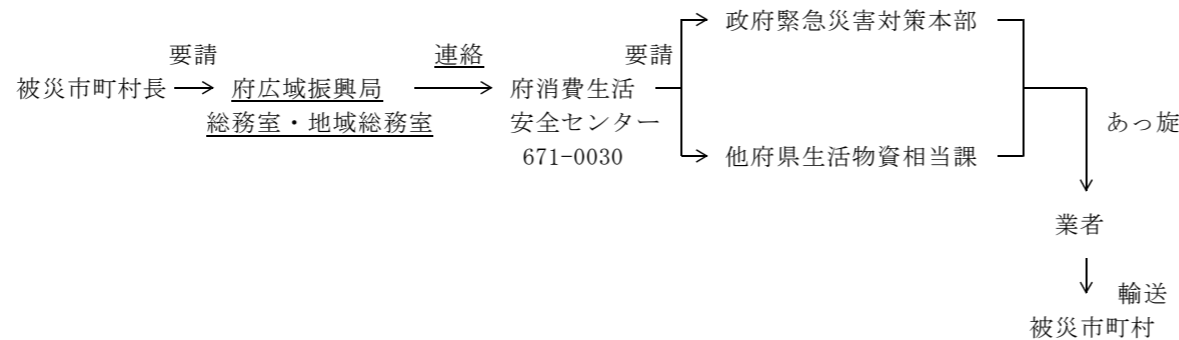 政府緊急災害対策本部
要請
連絡
要請
被災市町村長
府広域振興局
府消費生活
総務室・地域総務室
安全センター
あっ旋
671-0030
他府県生活物資相当課
業者
輸送
被災市町村